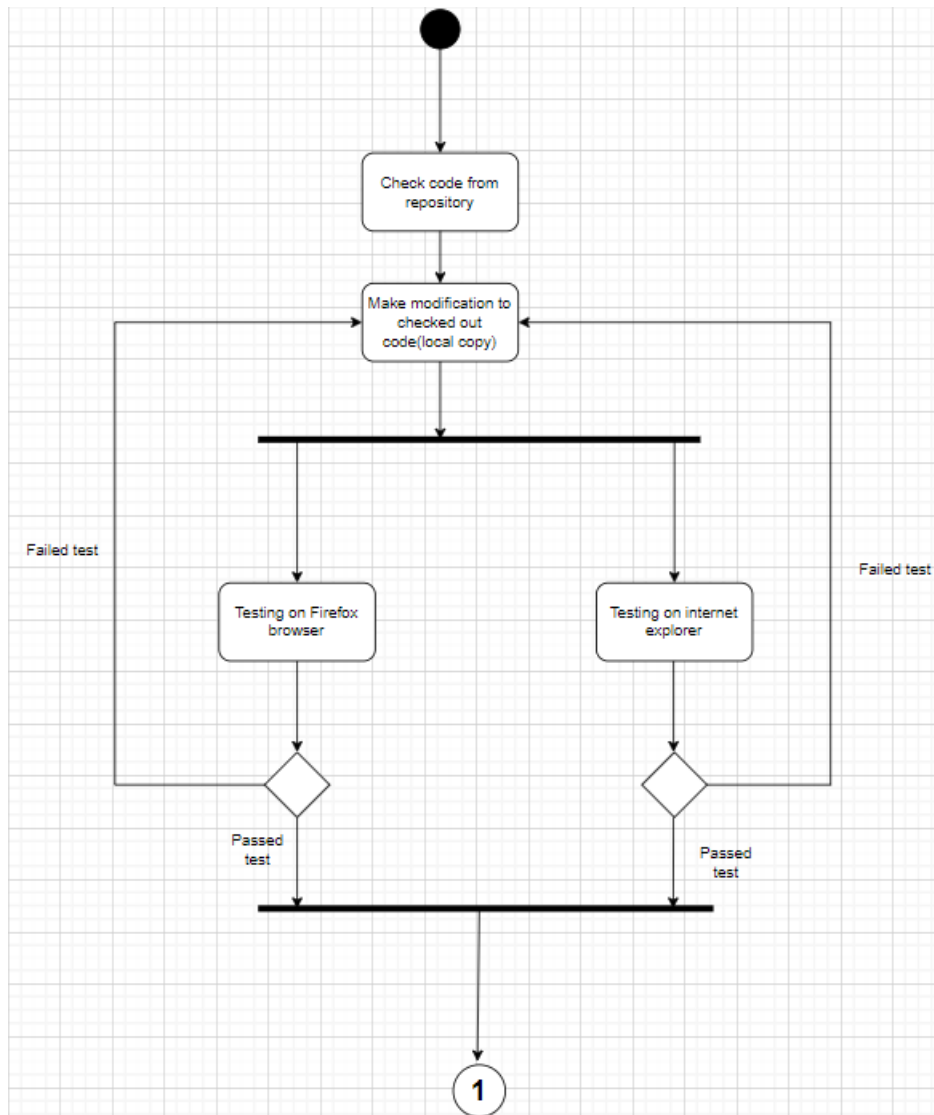 Check code from
repository
Make modification to
checked out
code(local copy)
Failed test
Failed test
Testing on Firefox
browser
Testing on internet
explorer
Passed
test
Passed
test
1